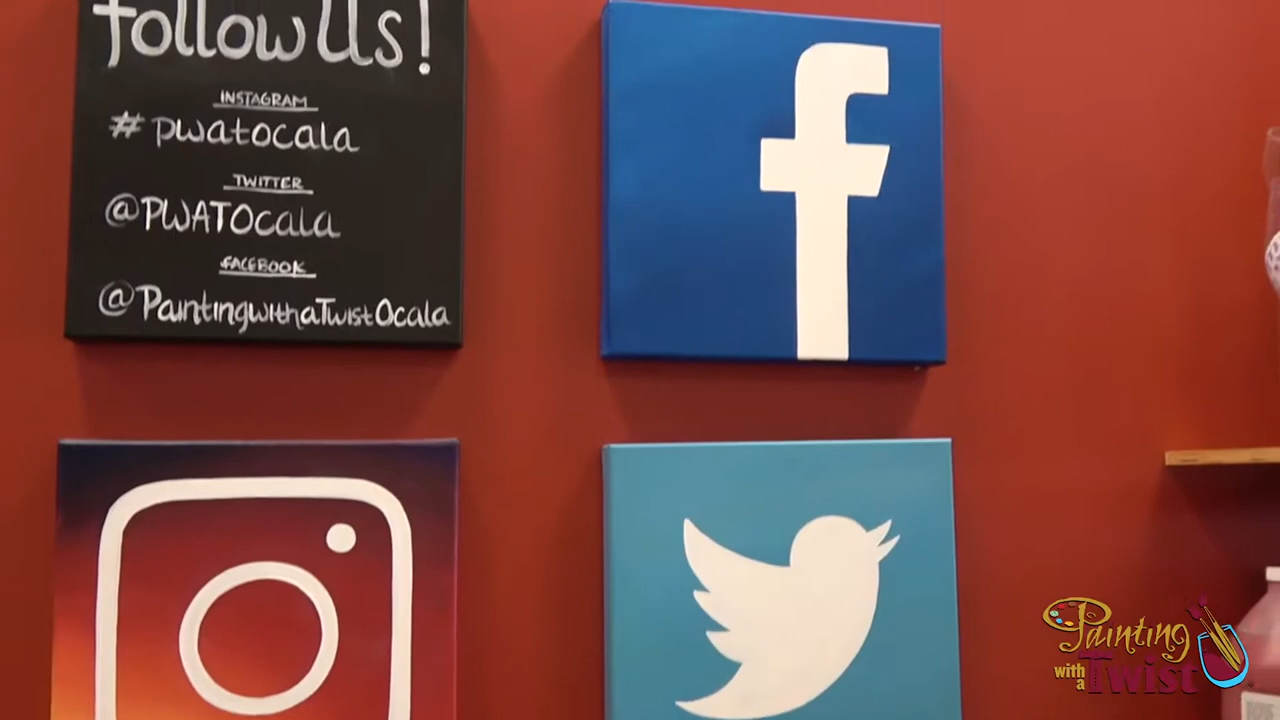 follow Us!
INSTAGRAM
# pwatocala
TWITTER
@PWATOcala
FACEBOOK
@PaintingwithaTwistOcala
f
Painting
with a Twist